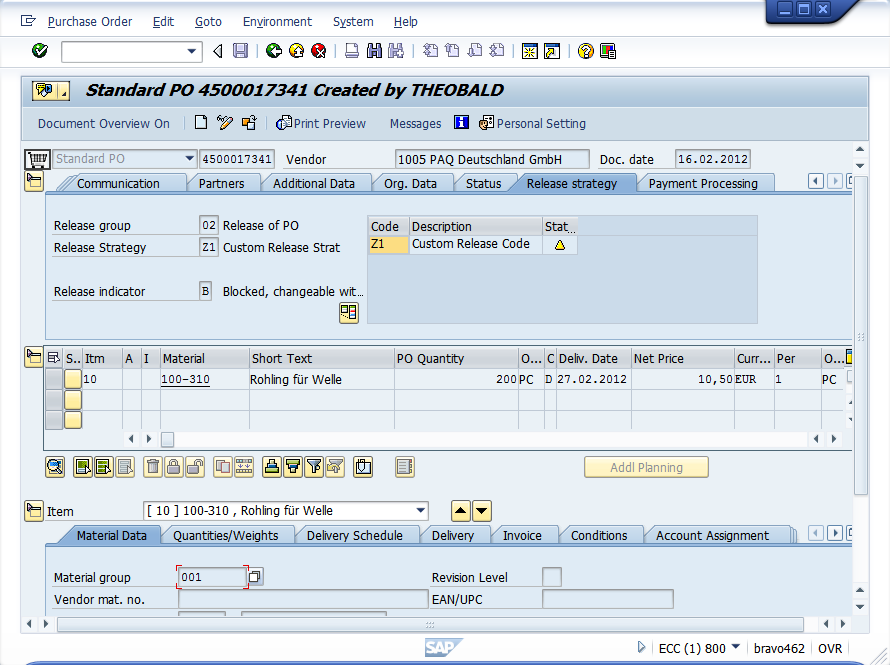 Purchase Order Edit Goto Environment System Help
Standard PO 4500017341 Created by THEOBALD
Document Overview On Print Preview Messages Personal Setting
Standard PO 4500017341 Vendor 1005 PAQ Deutschland GmbH Doc. date 16.02.2012
Communication Partners Additional Data Org. Data Status Release strategy Payment Processing
Release group 02 Release of PO
Code Description Stat...
Release Strategy Z1 Custom Release Strat
Z1 Custom Release Code
Release indicator B Blocked, changeable wit...
S.. Itm A I Material Short Text PO Quantity O... C Deliv. Date Net Price Curr... Per O...
10 100-310 Rohling für Welle 200 PC D 27.02.2012 10,50 EUR 1 PC
Addl Planning
Item [ 10 ] 100-310 , Rohling für Welle
Material Data Quantities/Weights Delivery Schedule Delivery Invoice Conditions Account Assignment
Material group 001 Revision Level
Vendor mat. no. EAN/UPC
SAP ECC (1) 800 bravo462 OVR